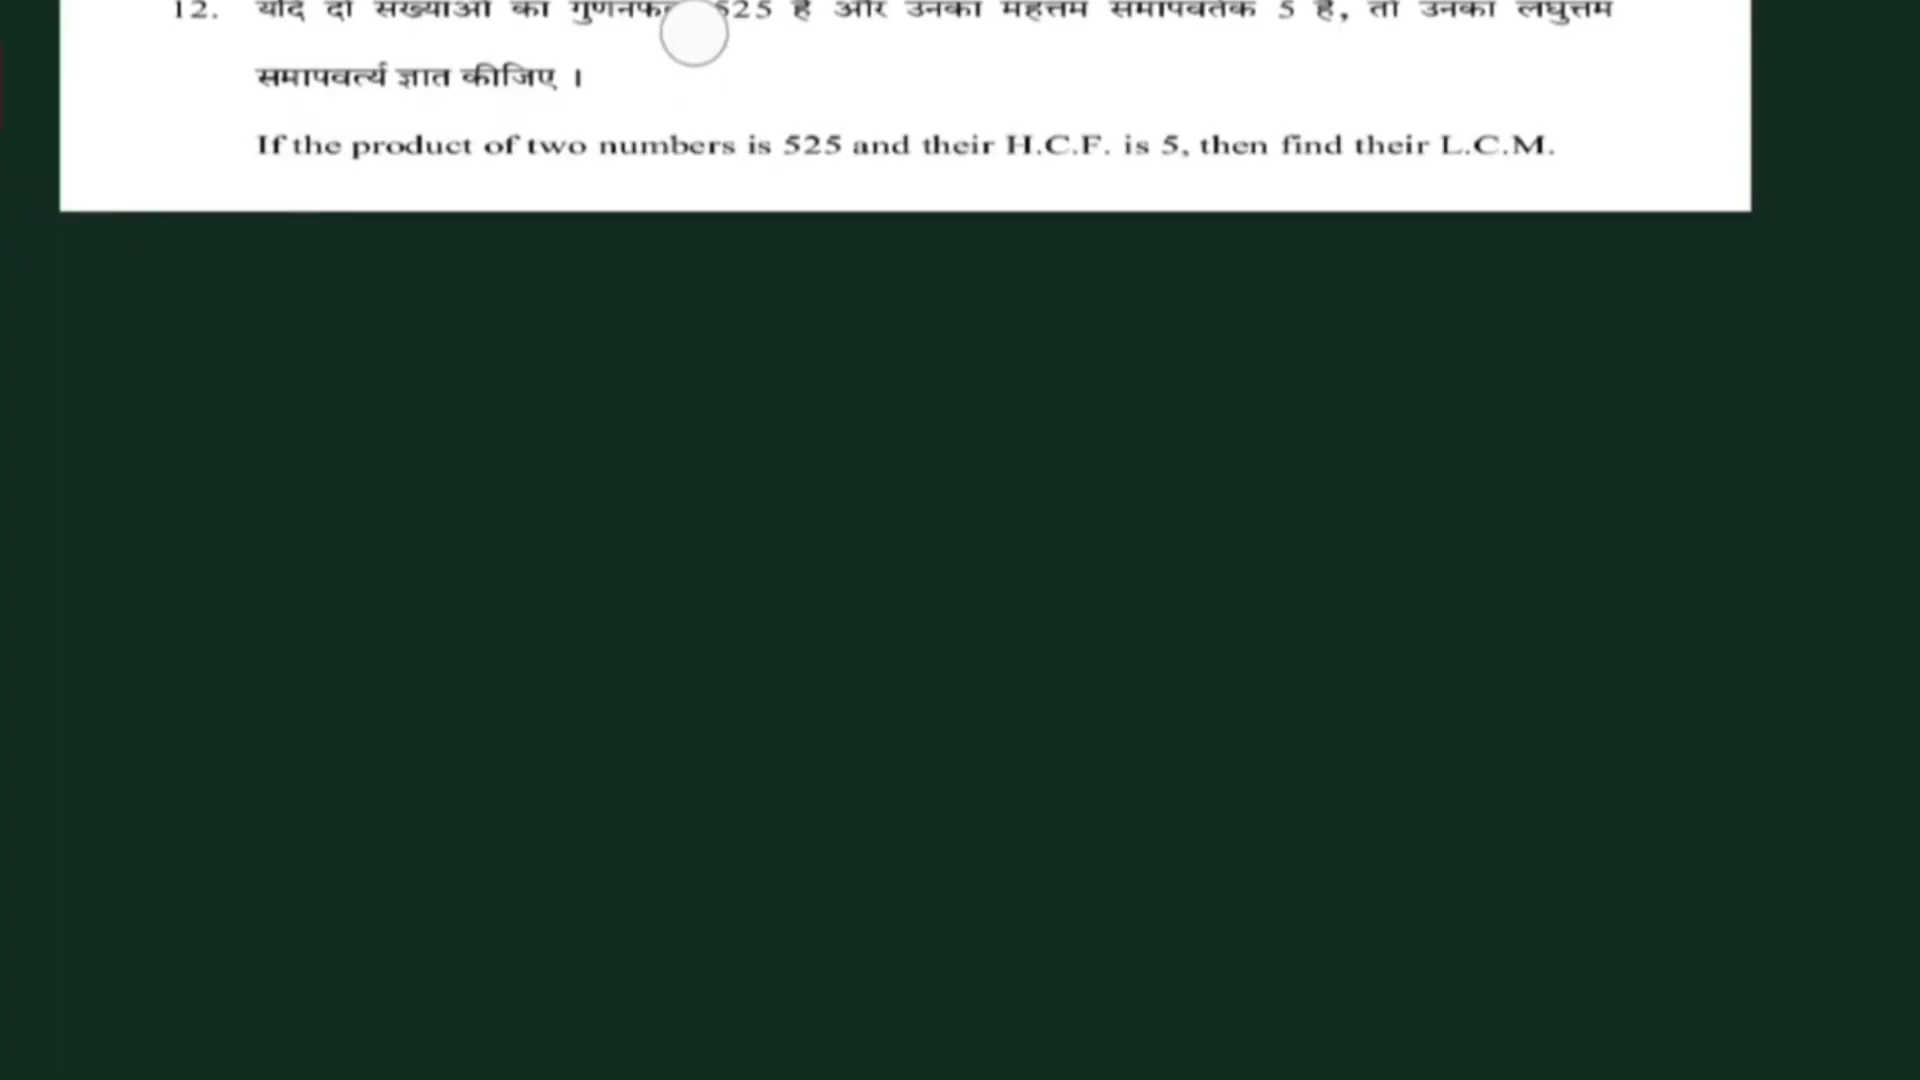 12. यदि दो संख्याओं का 525 है और उनका महत्तम समापवर्तक 5 है, तो उनका लघुत्तम
समापवर्त्य ज्ञात कीजिए ।
If the product of two numbers is 525 and their H.C.F. is 5, then find their L.C.M.